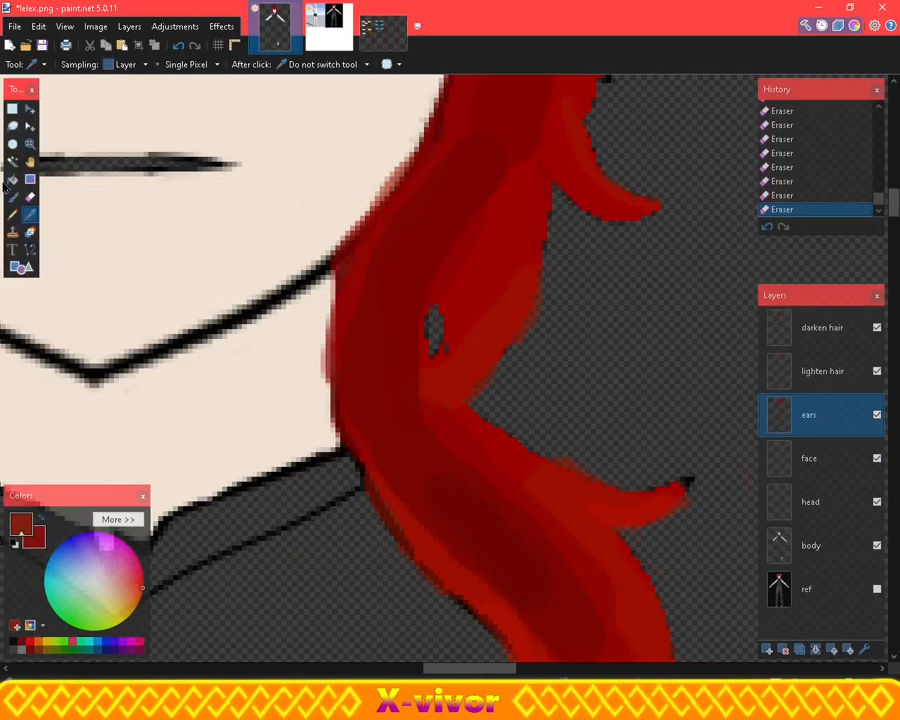 *felex.png - paint.net 5.0.11
File Edit View Image Layers Adjustments Effects
Tool: Sampling: Layer Single Pixel After click: Do not switch tool
To... x
History x
Eraser
Eraser
Eraser
Eraser
Eraser
Eraser
Eraser
Eraser
Layers x
darken hair
lighten hair
ears
face
head
body
ref
Colors x
More >>
X-vivor